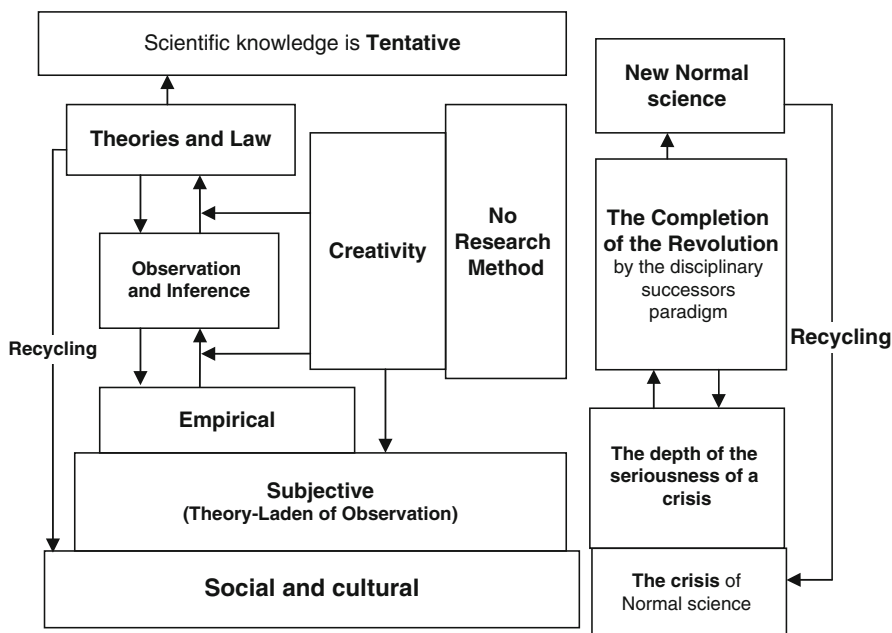 Scientific knowledge is Tentative
Theories and Law
Creativity
No
Research
Method
Observation
and Inference
Recycling
Empirical
Subjective
(Theory-Laden of Observation)
Social and cultural
New Normal
science
The Completion
of the Revolution
by the disciplinary
successors
paradigm
Recycling
The depth of the
seriousness of a
crisis
The crisis of
Normal science